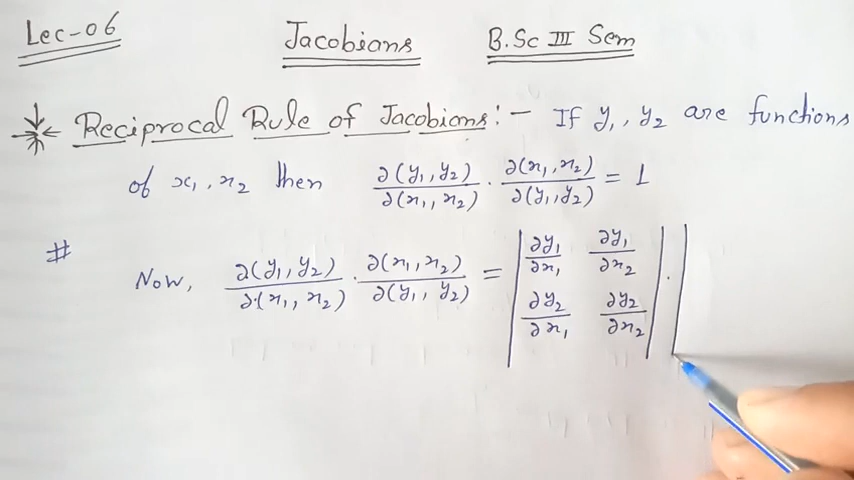 Lec-06 Jacobians B.Sc III Sem
Reciprocal Rule of Jacobians:- If y₁, y₂ are functions
of x₁, x₂ then ∂(y₁, y₂)/∂(x₁, x₂) · ∂(x₁, x₂)/∂(y₁, y₂) = 1
# Now, ∂(y₁, y₂)/∂(x₁, x₂) · ∂(x₁, x₂)/∂(y₁, y₂) = | ∂y₁/∂x₁ ∂y₁/∂x₂ | · |
| ∂y₂/∂x₁ ∂y₂/∂x₂ |